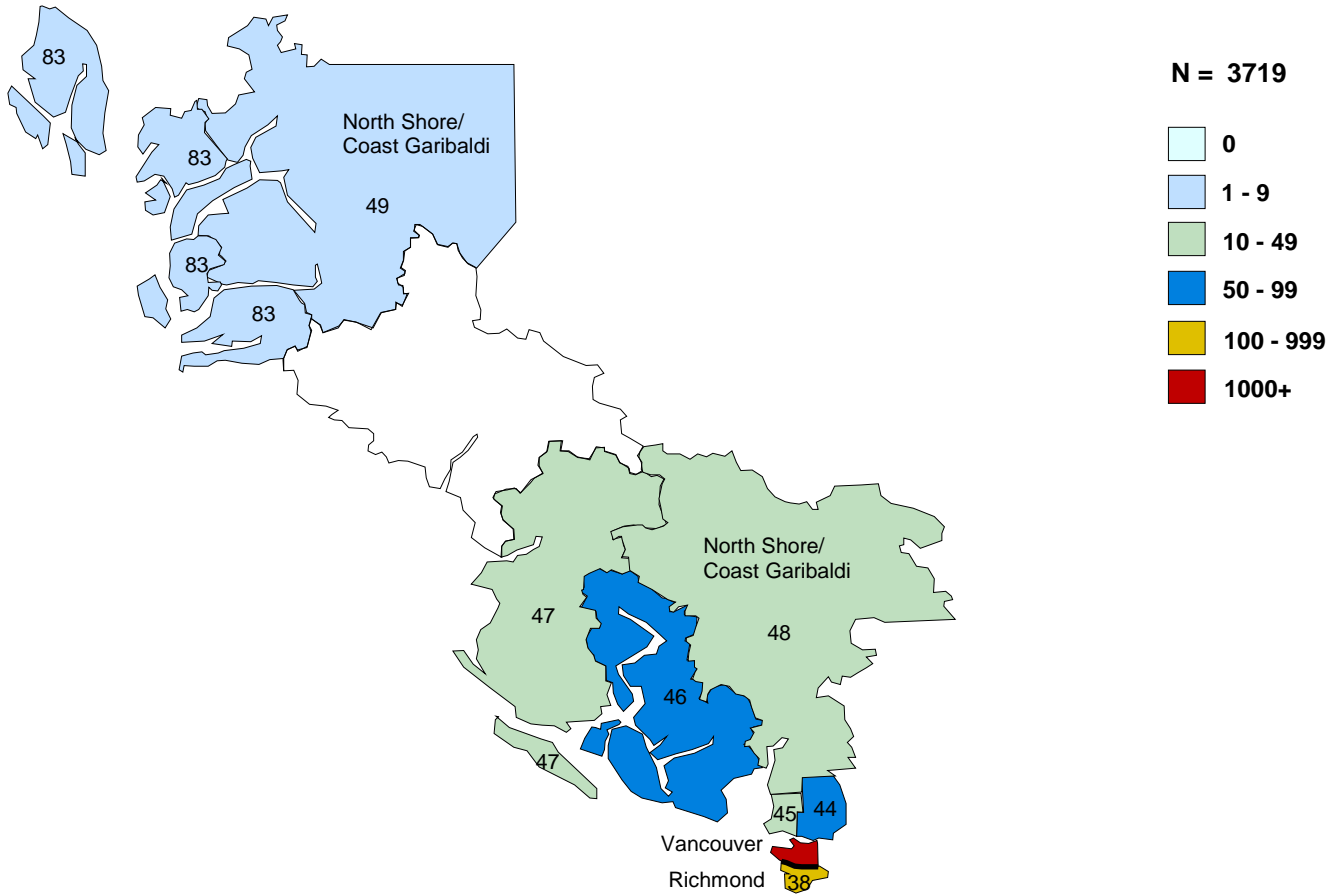 83
N = 3719
North Shore/
Coast Garibaldi
0
83
1 - 9
49
10 - 49
83
50 - 99
83
100 - 999
1000+
North Shore/
Coast Garibaldi
47
48
46
47
45
44
Vancouver
Richmond
38